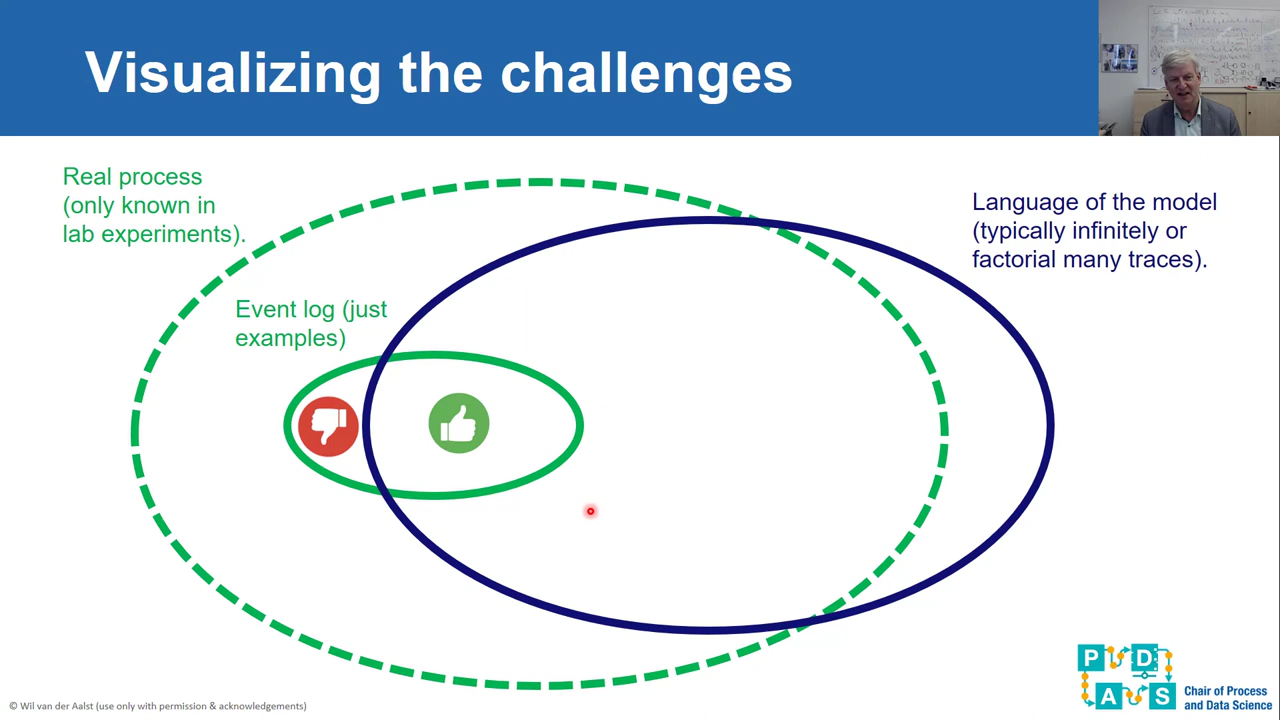 Visualizing the challenges
Real process
(only known in
lab experiments).
Language of the model
(typically infinitely or
factorial many traces).
Event log (just
examples)
P D
A S
Chair of Process
and Data Science
© Wil van der Aalst (use only with permission & acknowledgements)